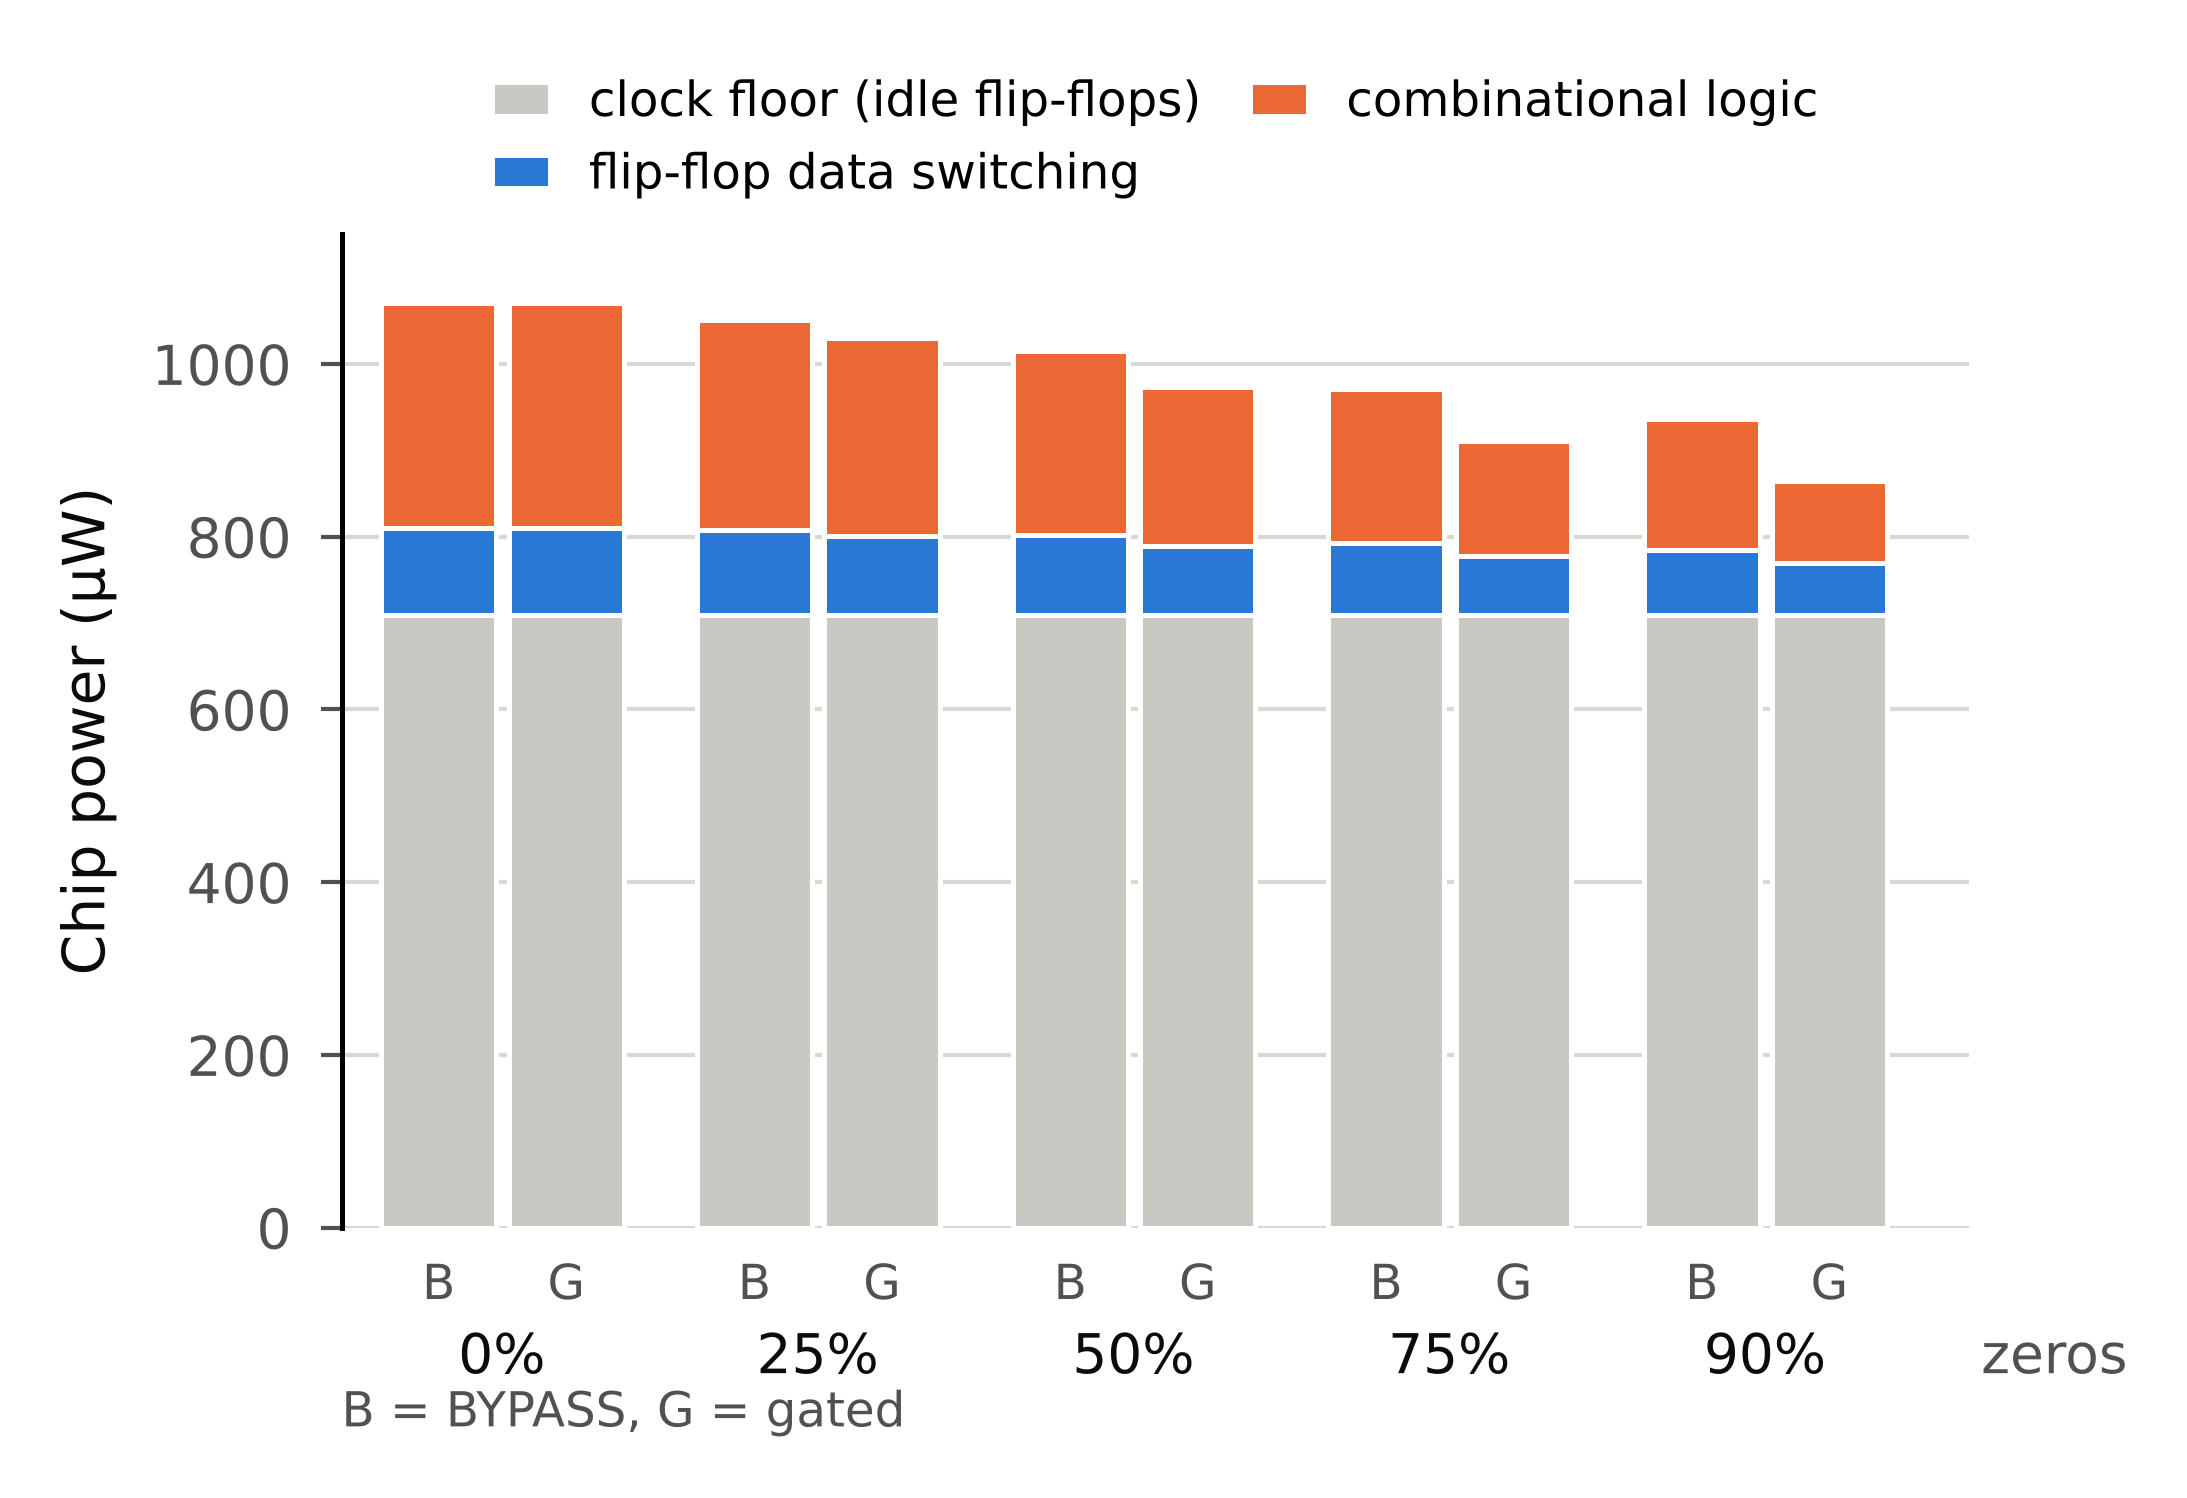 clock floor (idle flip-flops)
combinational logic
flip-flop data switching
Chip power (µW)
1000
800
600
400
200
0
B G B G B G B G B G
0% 25% 50% 75% 90% zeros
B = BYPASS, G = gated